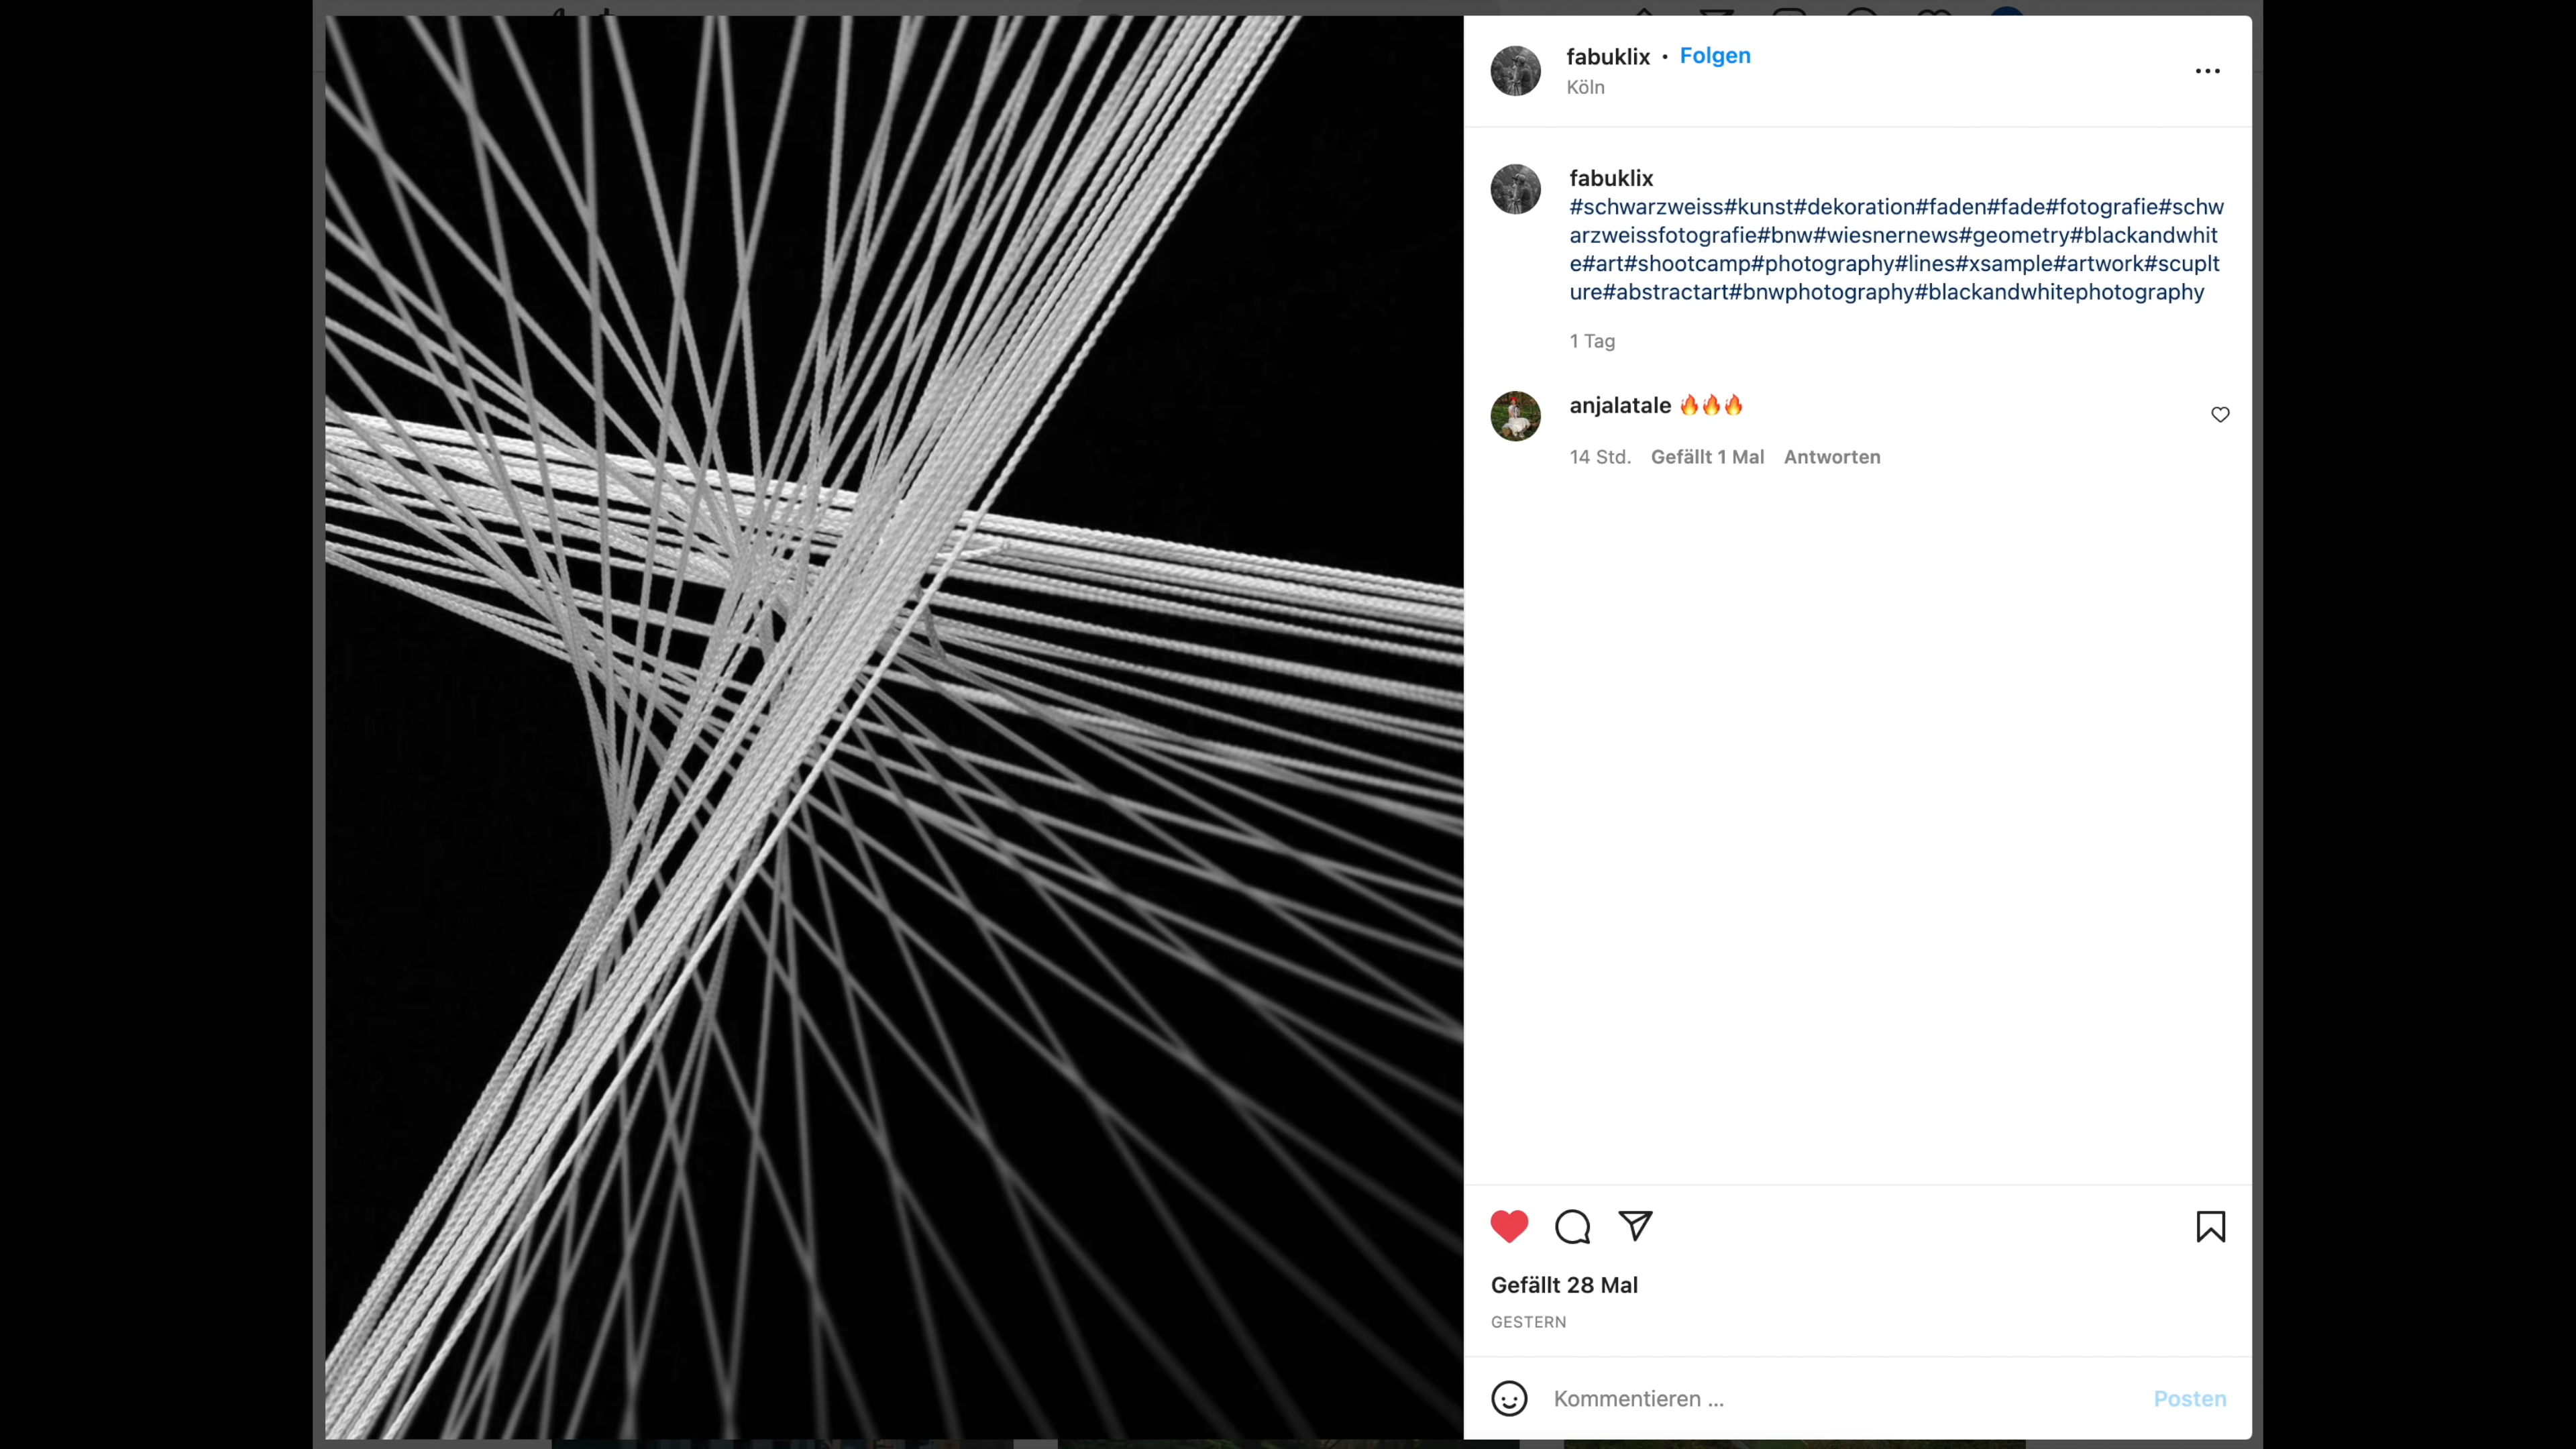 fabuklix • Folgen
Köln
fabuklix
#schwarzweiss#kunst#dekoration#faden#fade#fotografie#schw
arzweissfotografie#bnw#wiesnernews#geometry#blackandwhit
e#art#shootcamp#photography#lines#xsample#artwork#scuplt
ure#abstractart#bnwphotography#blackandwhitephotography
1 Tag
anjalatale 🔥🔥🔥
14 Std. Gefällt 1 Mal Antworten
Gefällt 28 Mal
GESTERN
Kommentieren ... Posten